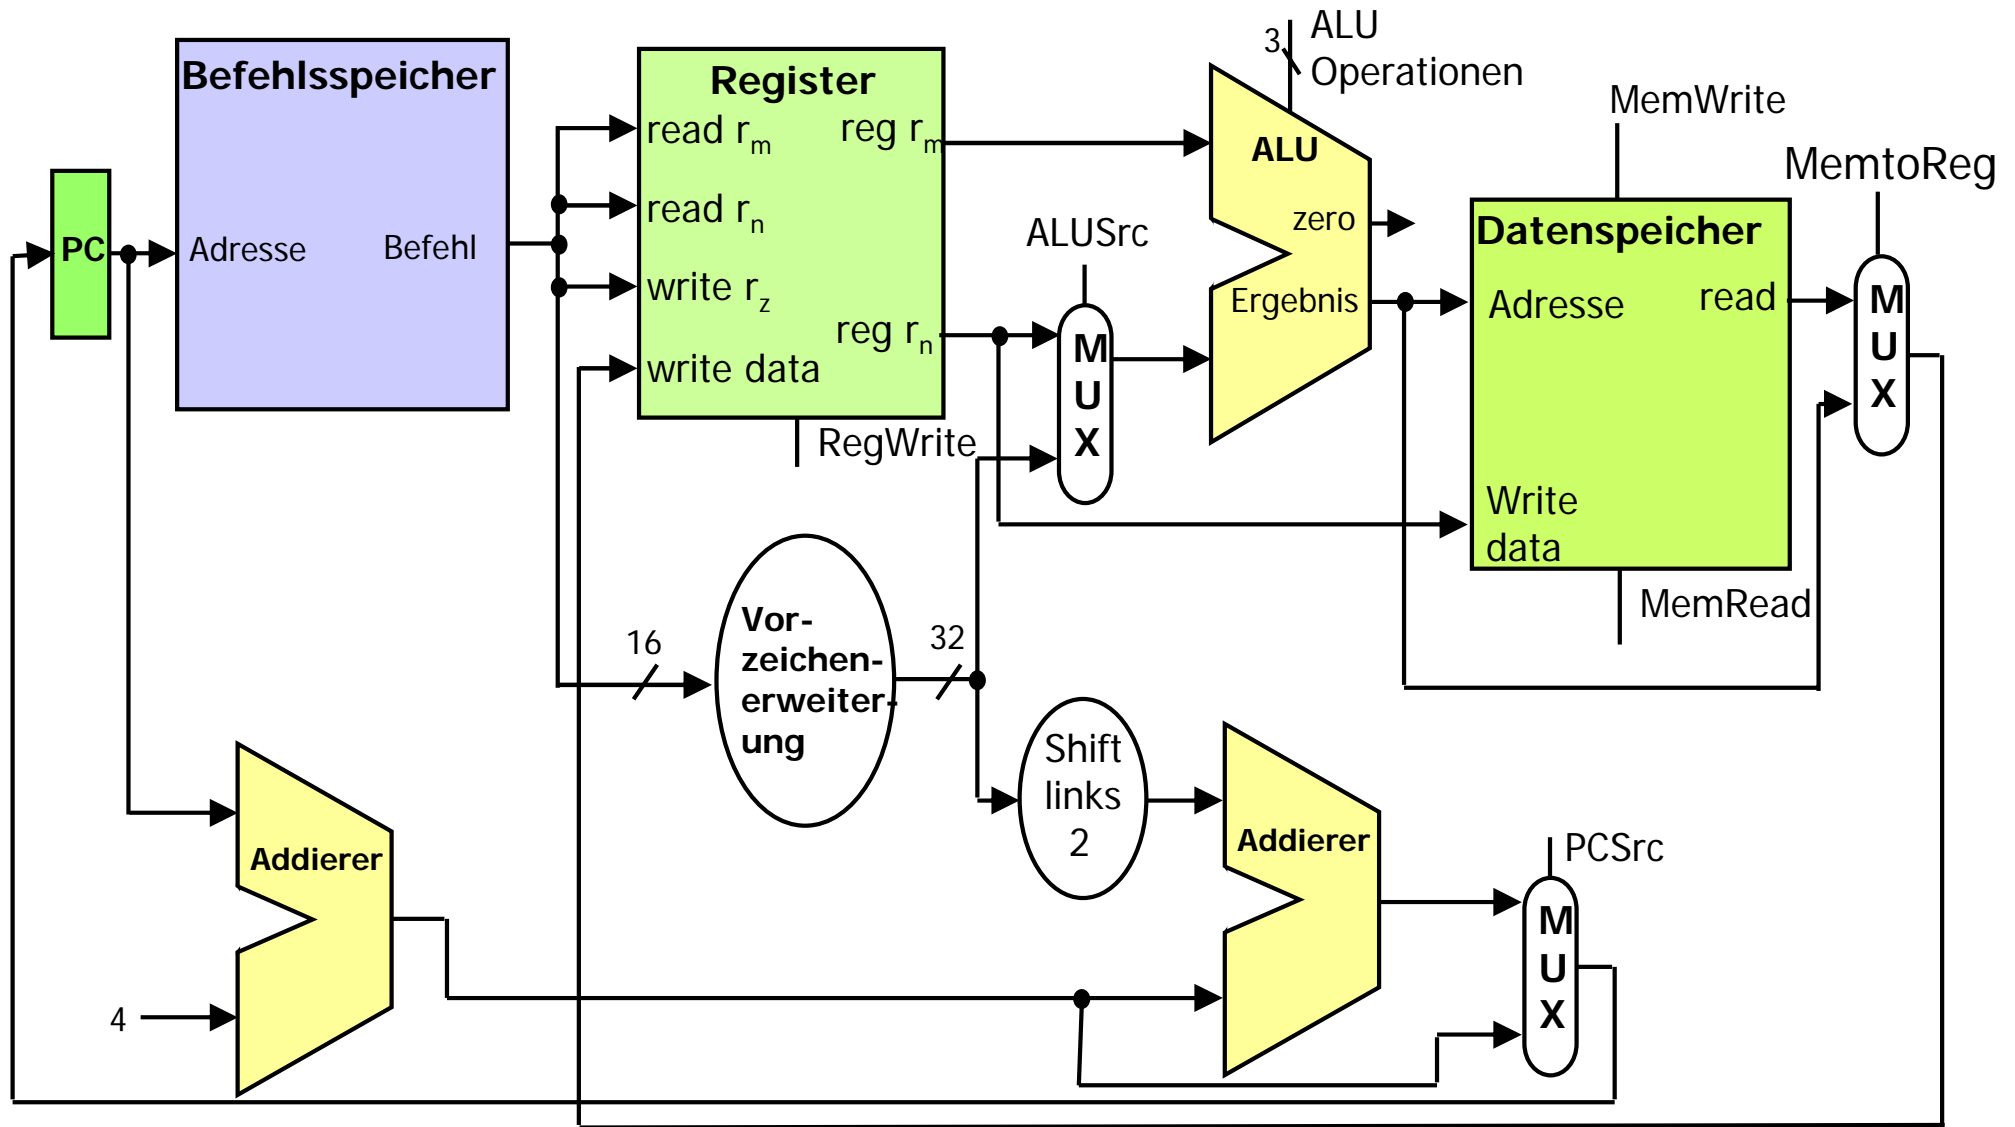 ALU
3
Operationen
Befehlsspeicher
Register
MemWrite
read rm
reg rm
ALU
MemtoReg
read rn
zero
ALUSrc
Datenspeicher
PC
Adresse
Befehl
write rz
Ergebnis
Adresse
read
M
U
X
reg rn
M
U
X
write data
RegWrite
Write
data
MemRead
16
Vor-
zeichen-
erweiter-
ung
32
Shift
links
2
Addierer
Addierer
PCSrc
M
U
X
4